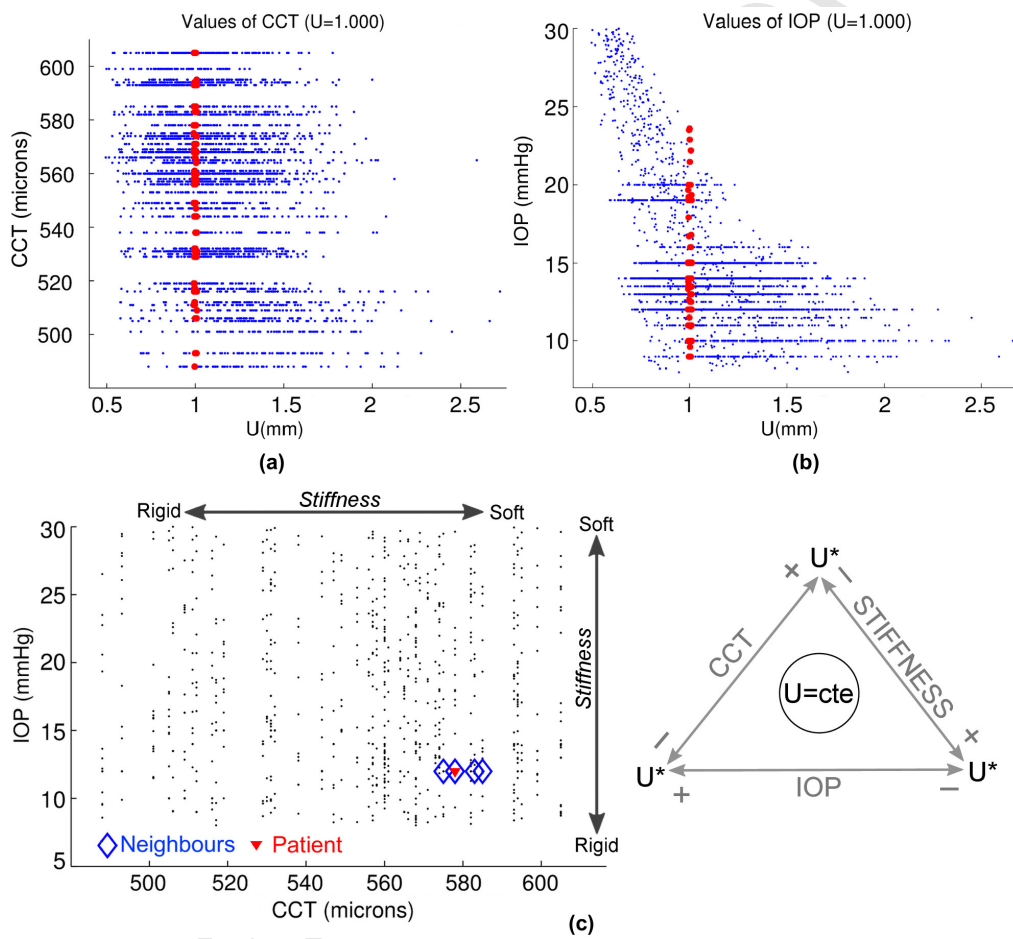 Values of CCT (U=1.000)
CCT (microns)
600
580
560
540
520
500
0.5 1 1.5 2 2.5
U(mm)
(a)
Values of IOP (U=1.000)
IOP (mmHg)
30
25
20
15
10
0.5 1 1.5 2 2.5
U(mm)
(b)
Rigid Stiffness Soft
IOP (mmHg)
30
25
20
15
10
5
Neighbours Patient
500 520 540 560 580 600
CCT (microns)
Soft
Stiffness
Rigid
(c)
U*
+ −
CCT
STIFFNESS
U=cte
− +
U* U*
IOP
+ −